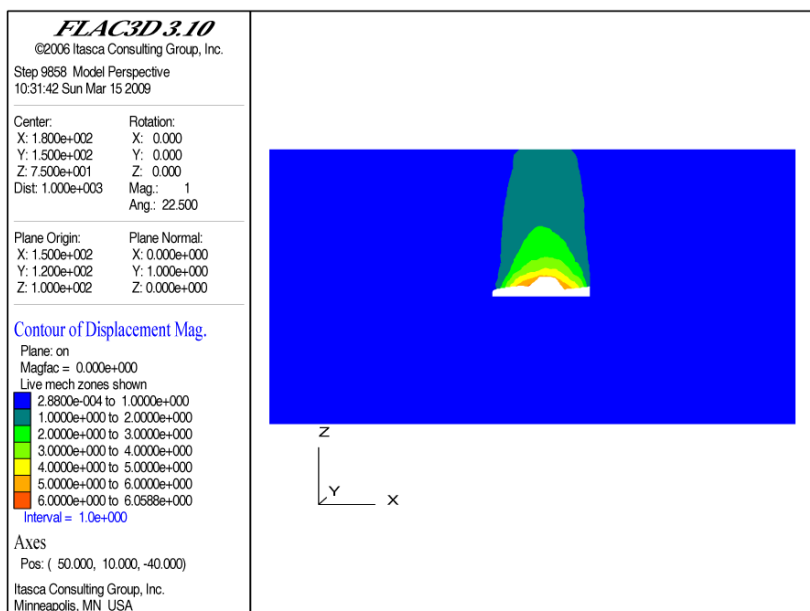 FLAC3D 3.10
©2006 Itasca Consulting Group, Inc.
Step 9858 Model Perspective
10:31:42 Sun Mar 15 2009
Center: Rotation:
X: 1.800e+002 X: 0.000
Y: 1.500e+002 Y: 0.000
Z: 7.500e+001 Z: 0.000
Dist: 1.000e+003 Mag.: 1
Ang.: 22.500
Plane Origin: Plane Normal:
X: 1.500e+002 X: 0.000e+000
Y: 1.200e+002 Y: 1.000e+000
Z: 1.000e+002 Z: 0.000e+000
Contour of Displacement Mag.
Plane: on
Magfac = 0.000e+000
Live mech zones shown
2.8800e-004 to 1.0000e+000
1.0000e+000 to 2.0000e+000
2.0000e+000 to 3.0000e+000
3.0000e+000 to 4.0000e+000
4.0000e+000 to 5.0000e+000
5.0000e+000 to 6.0000e+000
6.0000e+000 to 6.0588e+000
Interval = 1.0e+000
Axes
Pos: ( 50.000, 10.000, -40.000)
Itasca Consulting Group, Inc.
Minneapolis, MN USA
Z
Y
X